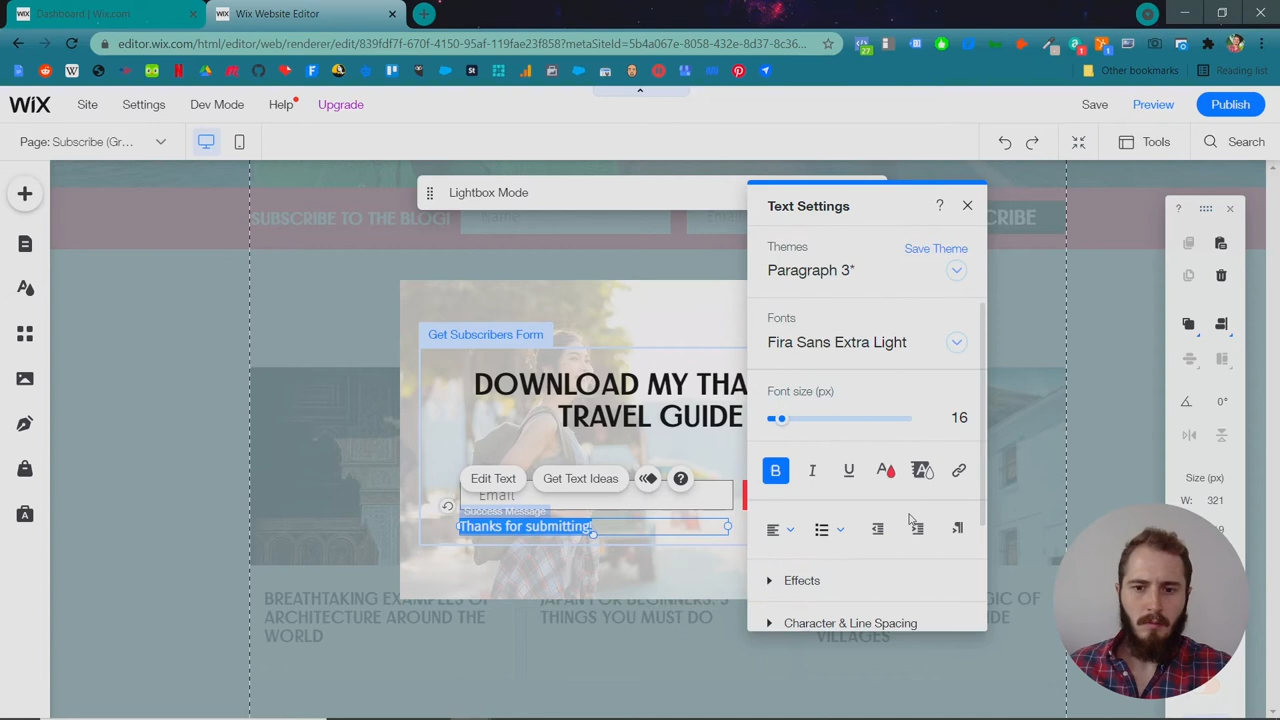 Dashboard | Wix.com
Wix Website Editor
editor.wix.com/html/editor/web/renderer/edit/839fdf7f-670f-4150-95af-119fae23f858?metaSiteId=5b4a067e-8058-432e-8d37-8c36...
27
1
1
Other bookmarks
Reading list
WiX
Site
Settings
Dev Mode
Help
Upgrade
Save
Preview
Publish
Page: Subscribe (Gr...
Tools
Search
Lightbox Mode
SUBSCRIBE TO THE BLOG!
Name
Email
Text Settings
?
Themes
Save Theme
Paragraph 3*
Fonts
Fira Sans Extra Light
Font size (px)
16
B
I
U
Effects
Character & Line Spacing
Get Subscribers Form
DOWNLOAD MY THA
TRAVEL GUIDE
Edit Text
Get Text Ideas
?
Email
Success Message
Thanks for submitting!
BREATHTAKING EXAMPLES OF
ARCHITECTURE AROUND THE
WORLD
JAPAN FOR BEGINNERS: 5
THINGS YOU MUST DO
VILLAGES
?
0°
Size (px)
W: 321